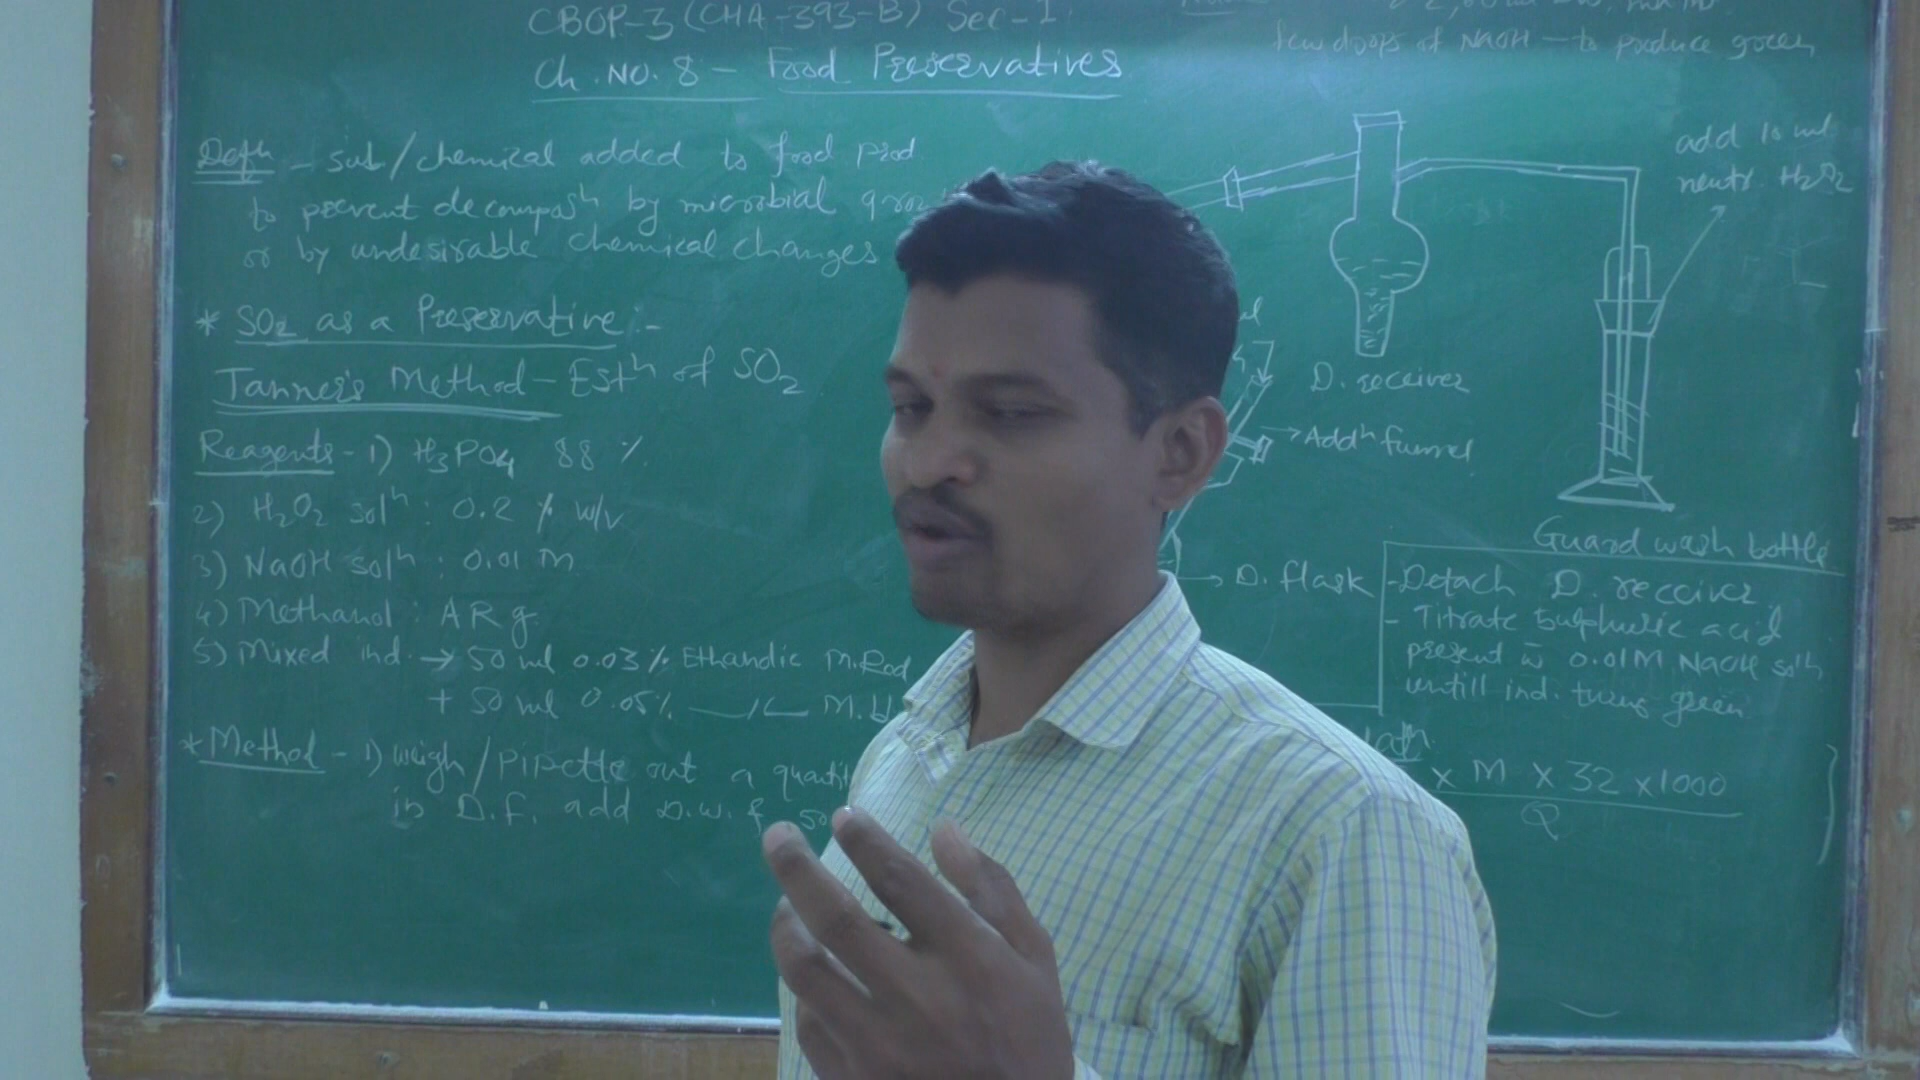 CBOP-3 (CHA-393-B) Sec-I
Ch. NO. 8 - Food Preservatives
Defn - sub/chemical added to food prod.
to prevent decomposn by microbial
or by undesirable chemical changes
* SO2 as a Preservative :-
Tanner's Method - Estn of SO2
Reagents - 1) H3PO4 88 %.
2) H2O2 soln : 0.2 % w/v
3) NaOH soln : 0.01 M
4) Methanol : A R g.
5) Mixed ind. → 50 ml 0.03 % Ethanolic M. Red
+ 50 ml 0.05%
* Method - 1) weigh/pipette out a
in D.F. add D.W. &
few drops of NaOH - to produce green
add 10 ml
neutr. H2O2
D. receiver
→ Addn funnel
Guard wash bottle
→ D. flask
- Detach D. receiver
- Titrate sulphuric acid
present in 0.01M NaOH soln
untill ind. turns green
x M x 32 x 1000
Q